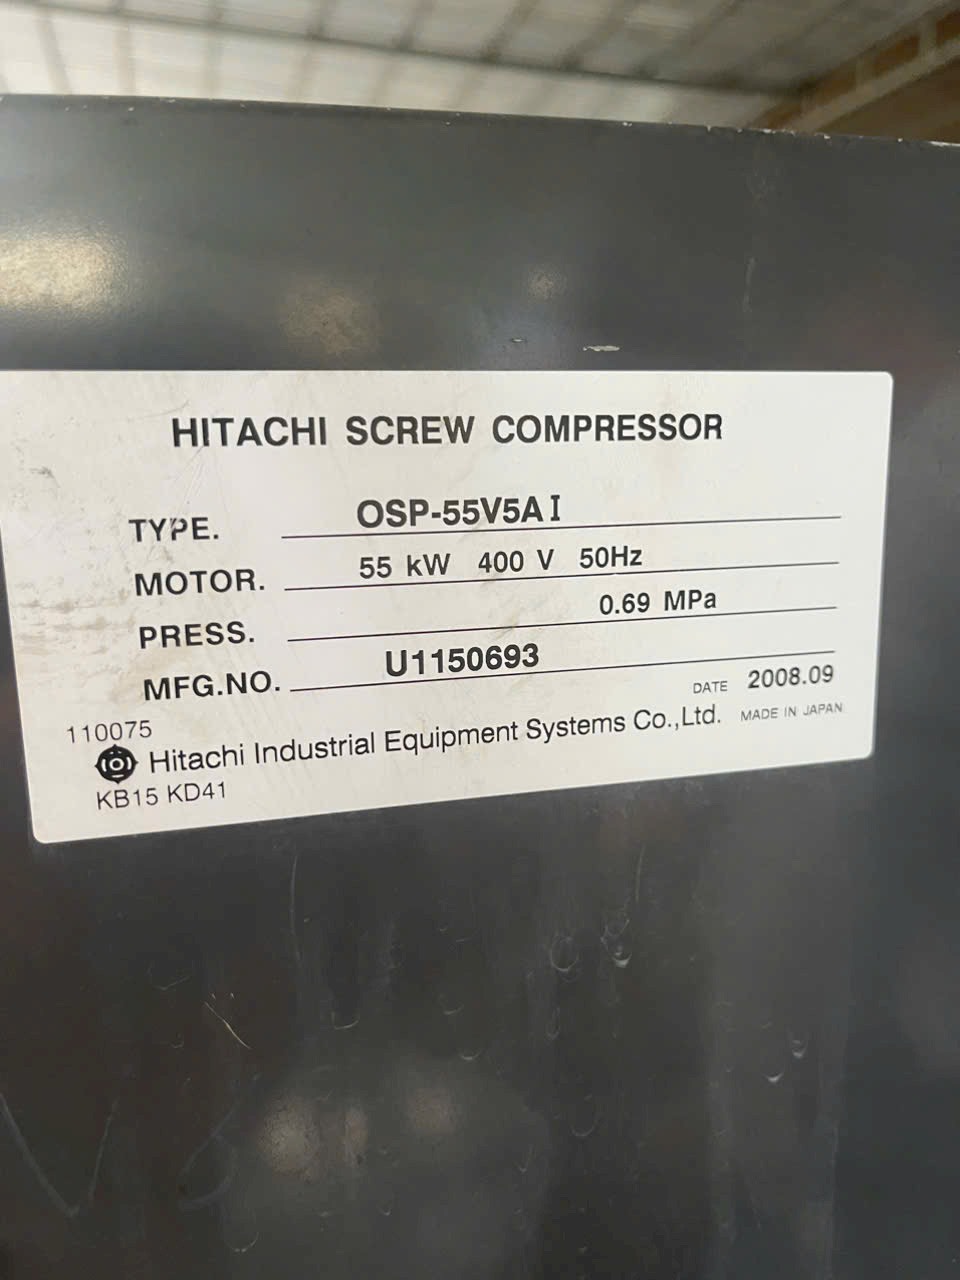 HITACHI SCREW COMPRESSOR
TYPE. OSP-55V5AI
MOTOR. 55 kW 400 V 50Hz
PRESS. 0.69 MPa
MFG.NO. U1150693
DATE 2008.09
110075
Hitachi Industrial Equipment Systems Co.,Ltd. MADE IN JAPAN
KB15 KD41